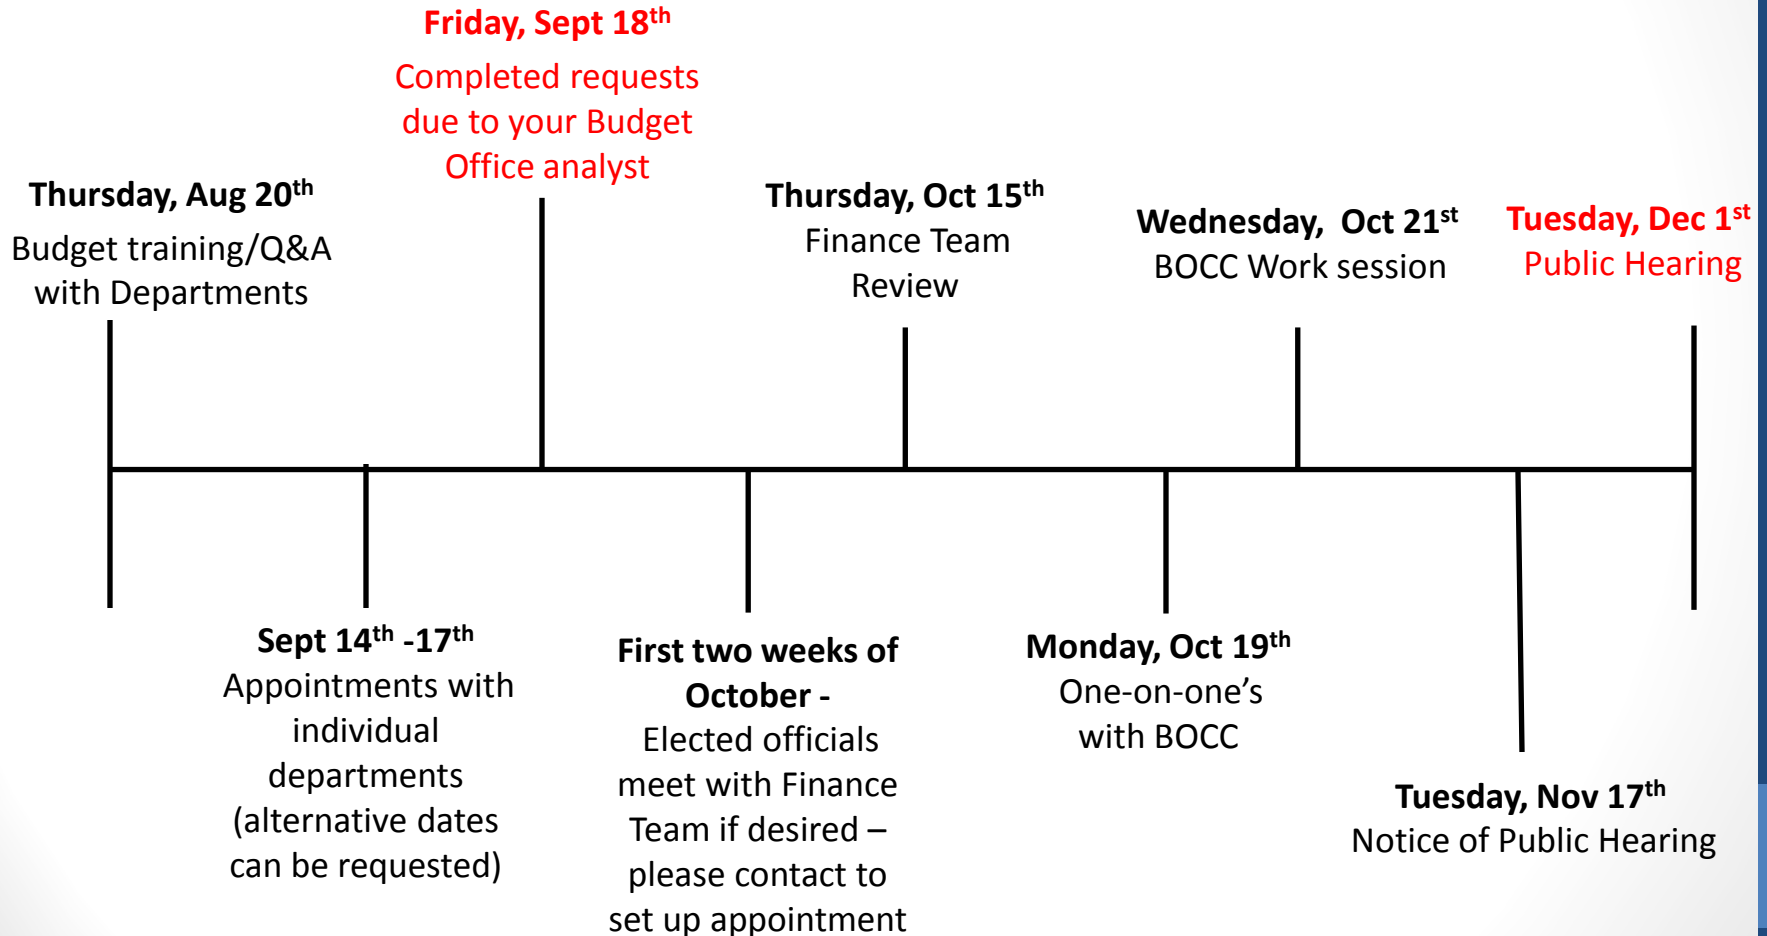 Friday, Sept 18th
Completed requests
due to your Budget
Office analyst
Thursday, Aug 20th
Budget training/Q&A
with Departments
Thursday, Oct 15th
Finance Team
Review
Wednesday, Oct 21st
BOCC Work session
Tuesday, Dec 1st
Public Hearing
Sept 14th -17th
Appointments with
individual
departments
(alternative dates
can be requested)
First two weeks of
October -
Elected officials
meet with Finance
Team if desired –
please contact to
set up appointment
Monday, Oct 19th
One-on-one’s
with BOCC
Tuesday, Nov 17th
Notice of Public Hearing